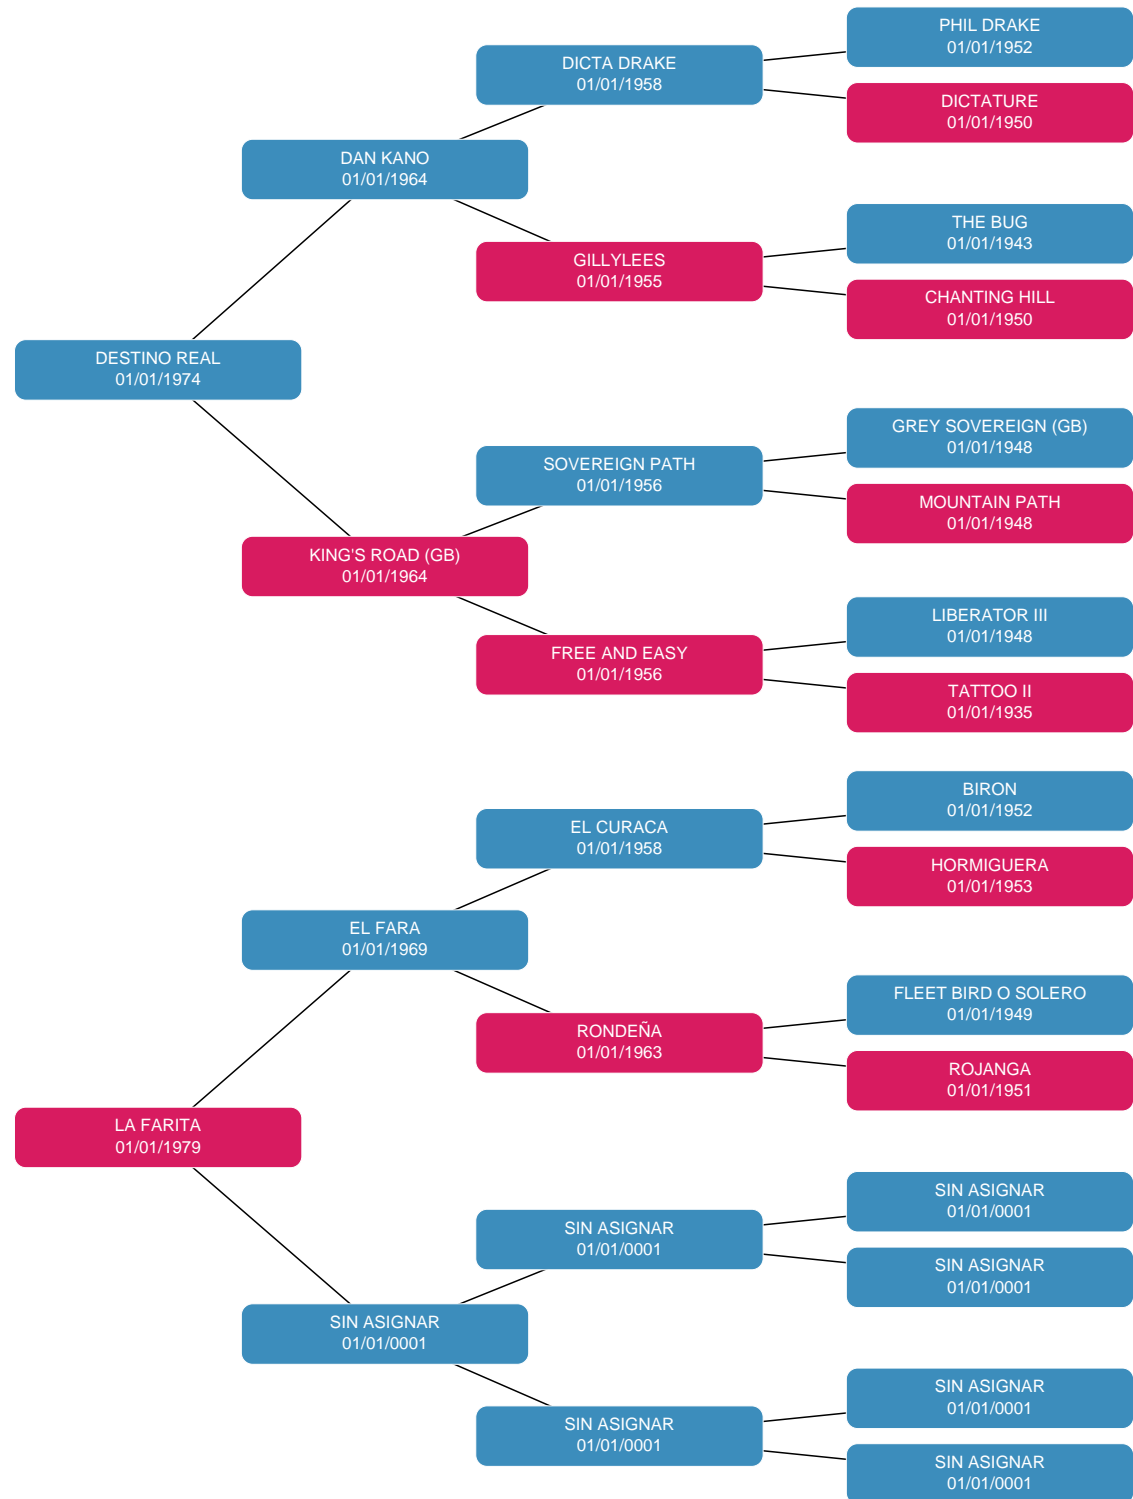 PHIL DRAKE
01/01/1952
DICTA DRAKE
01/01/1958
DICTATURE
01/01/1950
DAN KANO
01/01/1964
THE BUG
01/01/1943
GILLYLEES
01/01/1955
CHANTING HILL
01/01/1950
DESTINO REAL
01/01/1974
GREY SOVEREIGN (GB)
01/01/1948
SOVEREIGN PATH
01/01/1956
MOUNTAIN PATH
01/01/1948
KING'S ROAD (GB)
01/01/1964
LIBERATOR III
01/01/1948
FREE AND EASY
01/01/1956
TATTOO II
01/01/1935
BIRON
01/01/1952
EL CURACA
01/01/1958
HORMIGUERA
01/01/1953
EL FARA
01/01/1969
FLEET BIRD O SOLERO
01/01/1949
RONDEÑA
01/01/1963
ROJANGA
01/01/1951
LA FARITA
01/01/1979
SIN ASIGNAR
01/01/0001
SIN ASIGNAR
01/01/0001
SIN ASIGNAR
01/01/0001
SIN ASIGNAR
01/01/0001
SIN ASIGNAR
01/01/0001
SIN ASIGNAR
01/01/0001
SIN ASIGNAR
01/01/0001